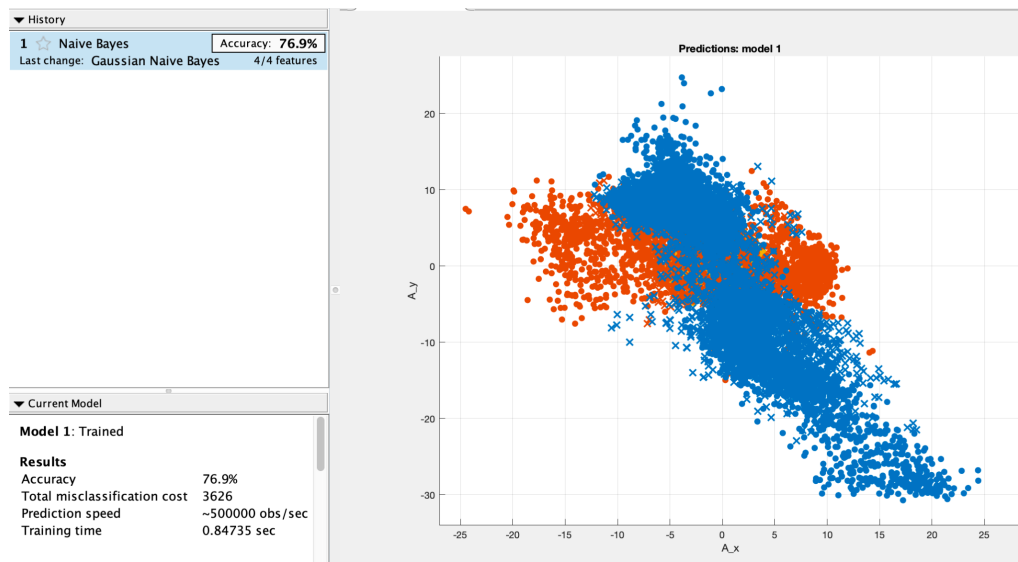 History
1 Naive Bayes Accuracy: 76.9%
Last change: Gaussian Naive Bayes 4/4 features
Current Model
Model 1: Trained
Results
Accuracy 76.9%
Total misclassification cost 3626
Prediction speed ~500000 obs/sec
Training time 0.84735 sec
Predictions: model 1
20
10
0
-10
-20
-30
A_y
-25 -20 -15 -10 -5 0 5 10 15 20 25
A_x